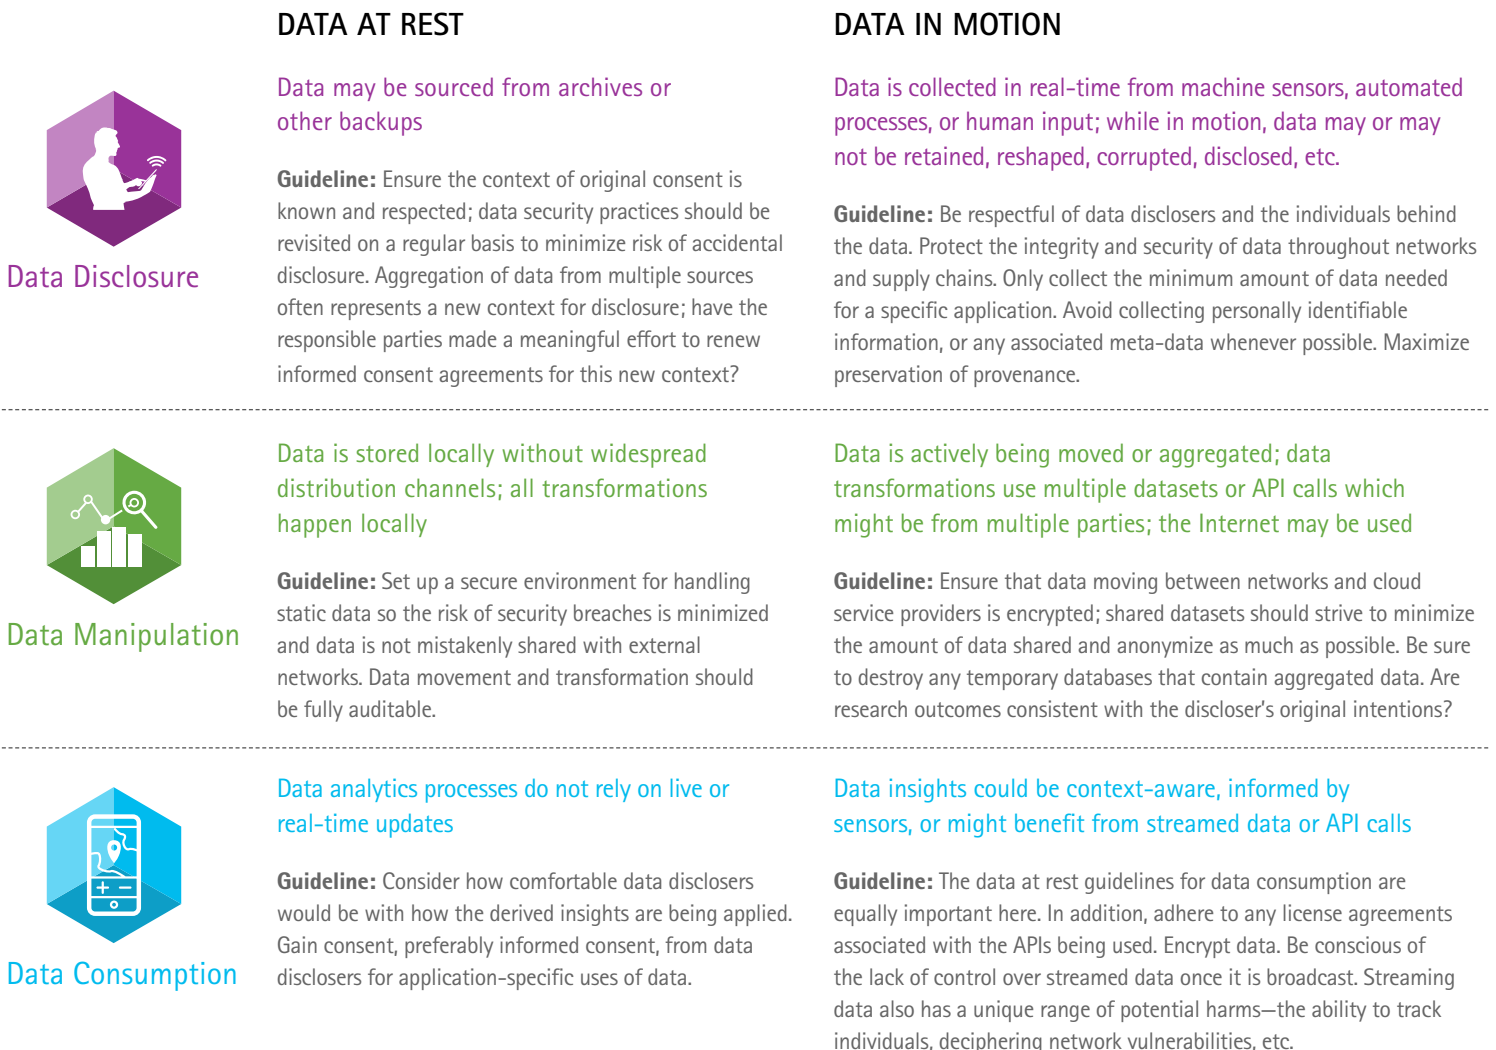 DATA AT REST
DATA IN MOTION
Data Disclosure
Data may be sourced from archives or
other backups
Guideline: Ensure the context of original consent is
known and respected; data security practices should be
revisited on a regular basis to minimize risk of accidental
disclosure. Aggregation of data from multiple sources
often represents a new context for disclosure; have the
responsible parties made a meaningful effort to renew
informed consent agreements for this new context?
Data is collected in real-time from machine sensors, automated
processes, or human input; while in motion, data may or may
not be retained, reshaped, corrupted, disclosed, etc.
Guideline: Be respectful of data disclosers and the individuals behind
the data. Protect the integrity and security of data throughout networks
and supply chains. Only collect the minimum amount of data needed
for a specific application. Avoid collecting personally identifiable
information, or any associated meta-data whenever possible. Maximize
preservation of provenance.
Data Manipulation
Data is stored locally without widespread
distribution channels; all transformations
happen locally
Guideline: Set up a secure environment for handling
static data so the risk of security breaches is minimized
and data is not mistakenly shared with external
networks. Data movement and transformation should
be fully auditable.
Data is actively being moved or aggregated; data
transformations use multiple datasets or API calls which
might be from multiple parties; the Internet may be used
Guideline: Ensure that data moving between networks and cloud
service providers is encrypted; shared datasets should strive to minimize
the amount of data shared and anonymize as much as possible. Be sure
to destroy any temporary databases that contain aggregated data. Are
research outcomes consistent with the discloser's original intentions?
Data Consumption
Data analytics processes do not rely on live or
real-time updates
Guideline: Consider how comfortable data disclosers
would be with how the derived insights are being applied.
Gain consent, preferably informed consent, from data
disclosers for application-specific uses of data.
Data insights could be context-aware, informed by
sensors, or might benefit from streamed data or API calls
Guideline: The data at rest guidelines for data consumption are
equally important here. In addition, adhere to any license agreements
associated with the APIs being used. Encrypt data. Be conscious of
the lack of control over streamed data once it is broadcast. Streaming
data also has a unique range of potential harms—the ability to track
individuals, deciphering network vulnerabilities, etc.